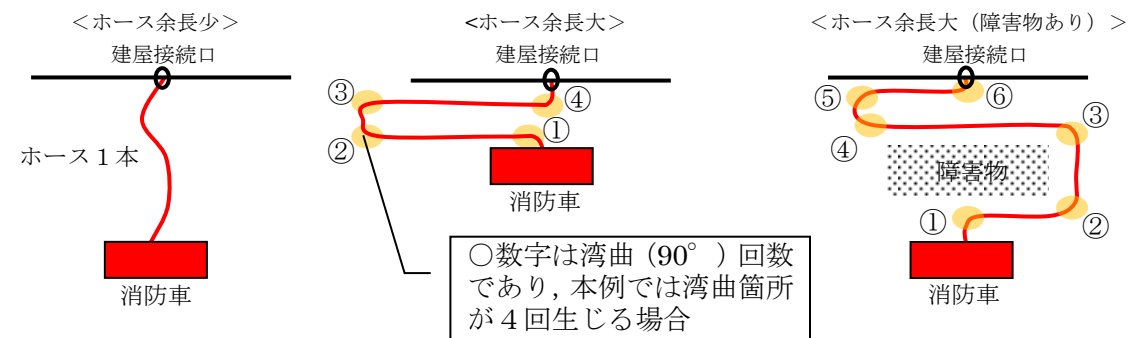 ＜ホース余長少＞
建屋接続口
ホース１本
消防車
<ホース余長大＞
建屋接続口
③
④
①
②
消防車
○数字は湾曲（90°）回数
であり，本例では湾曲箇所
が４回生じる場合
＜ホース余長大（障害物あり）＞
建屋接続口
⑤
⑥
③
④
障害物
①
②
消防車